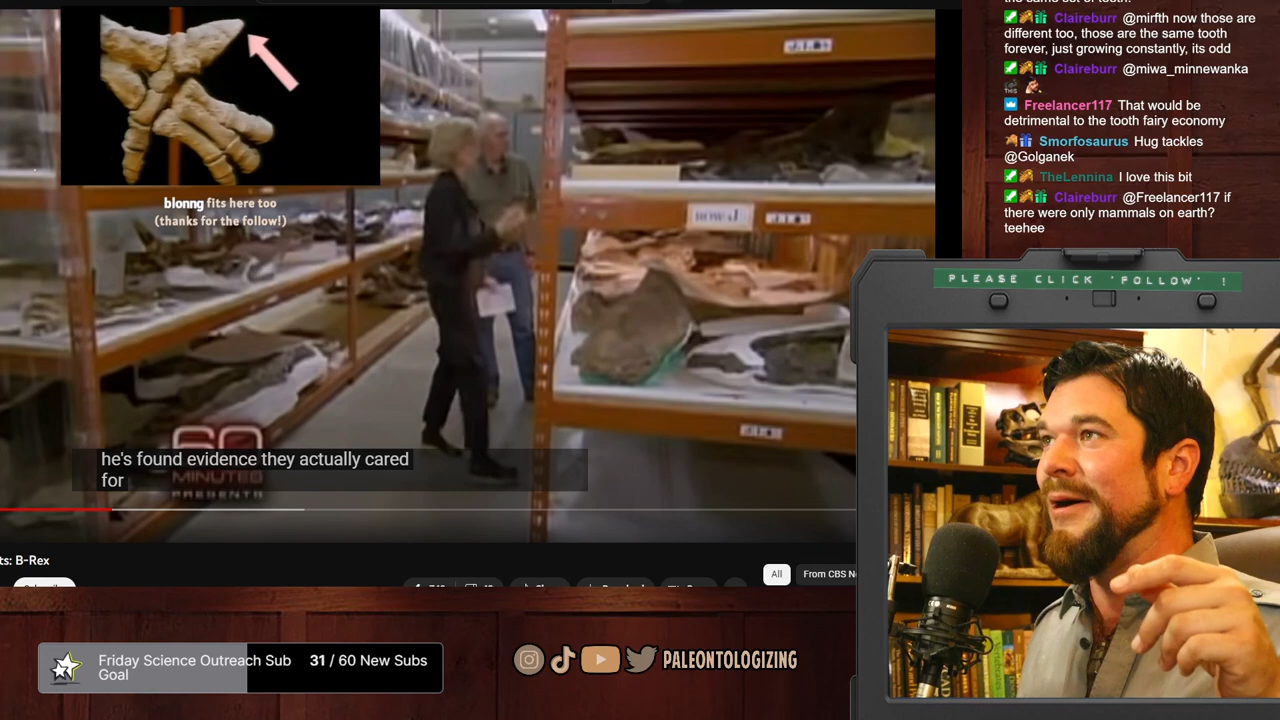 Claireburr @mirfth now those are
different too, those are the same tooth
forever, just growing constantly, its odd
Claireburr @miwa_minnewanka
THIS
Freelancer117 That would be
detrimental to the tooth fairy economy
Smorfosaurus Hug tackles
@Golganek
TheLennina I love this bit
Claireburr @Freelancer117 if
there were only mammals on earth?
teehee
blonng fits here too
(thanks for the follow!)
PLEASE CLICK 'FOLLOW' !
he's found evidence they actually cared
for
60
MINUTES
PRESENTS
ts: B-Rex
All
From CBS Ne
Friday Science Outreach Sub
Goal
31 / 60 New Subs
PALEONTOLOGIZING